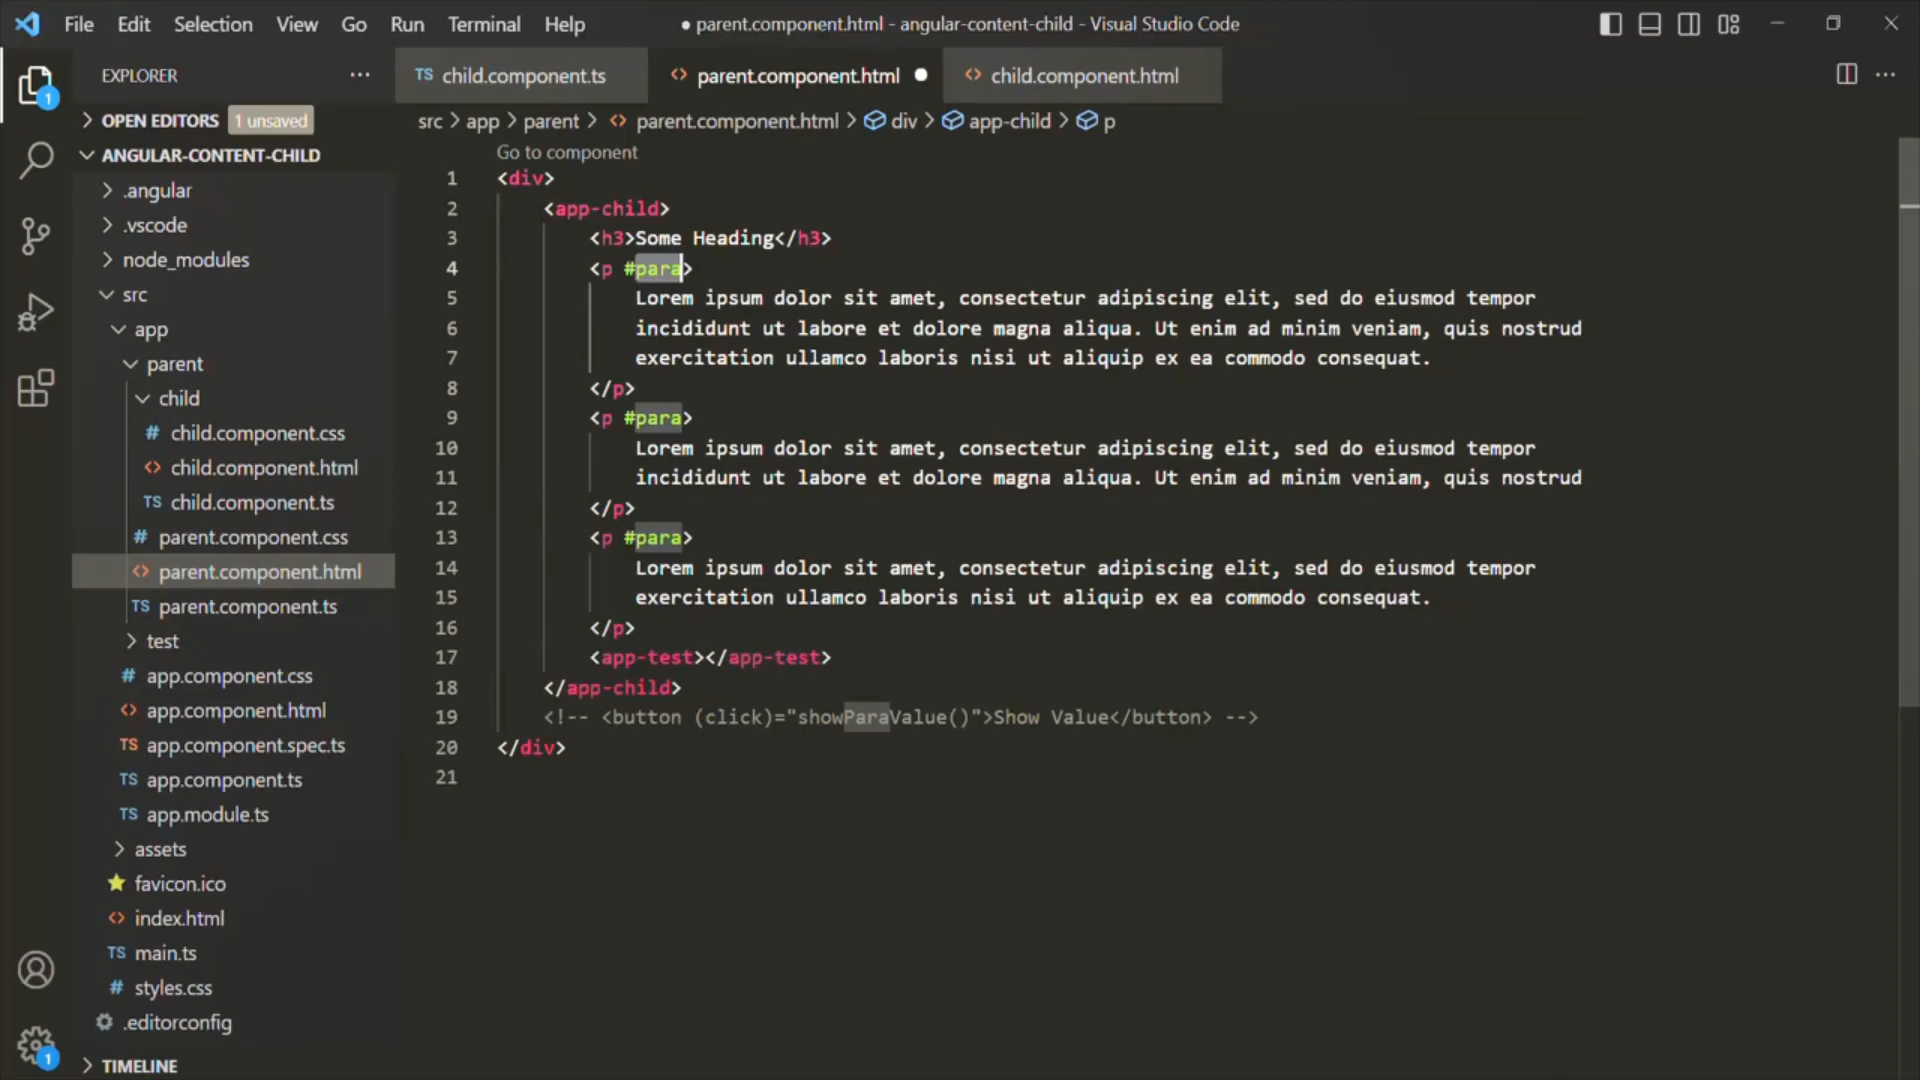 File Edit Selection View Go Run Terminal Help ● parent.component.html - angular-content-child - Visual Studio Code
EXPLORER ···
TS child.component.ts <> parent.component.html ● <> child.component.html
OPEN EDITORS 1 unsaved
src > app > parent > <> parent.component.html > div > app-child > p
ANGULAR-CONTENT-CHILD
.angular
.vscode
node_modules
src
app
parent
child
# child.component.css
<> child.component.html
TS child.component.ts
# parent.component.css
<> parent.component.html
TS parent.component.ts
test
# app.component.css
<> app.component.html
TS app.component.spec.ts
TS app.component.ts
TS app.module.ts
assets
favicon.ico
<> index.html
TS main.ts
# styles.css
.editorconfig
TIMELINE
1
1
Go to component
1 <div>
2 <app-child>
3 <h3>Some Heading</h3>
4 <p #para>
5 Lorem ipsum dolor sit amet, consectetur adipiscing elit, sed do eiusmod tempor
6 incididunt ut labore et dolore magna aliqua. Ut enim ad minim veniam, quis nostrud
7 exercitation ullamco laboris nisi ut aliquip ex ea commodo consequat.
8 </p>
9 <p #para>
10 Lorem ipsum dolor sit amet, consectetur adipiscing elit, sed do eiusmod tempor
11 incididunt ut labore et dolore magna aliqua. Ut enim ad minim veniam, quis nostrud
12 </p>
13 <p #para>
14 Lorem ipsum dolor sit amet, consectetur adipiscing elit, sed do eiusmod tempor
15 exercitation ullamco laboris nisi ut aliquip ex ea commodo consequat.
16 </p>
17 <app-test></app-test>
18 </app-child>
19 <!-- <button (click)="showParaValue()">Show Value</button> -->
20 </div>
21